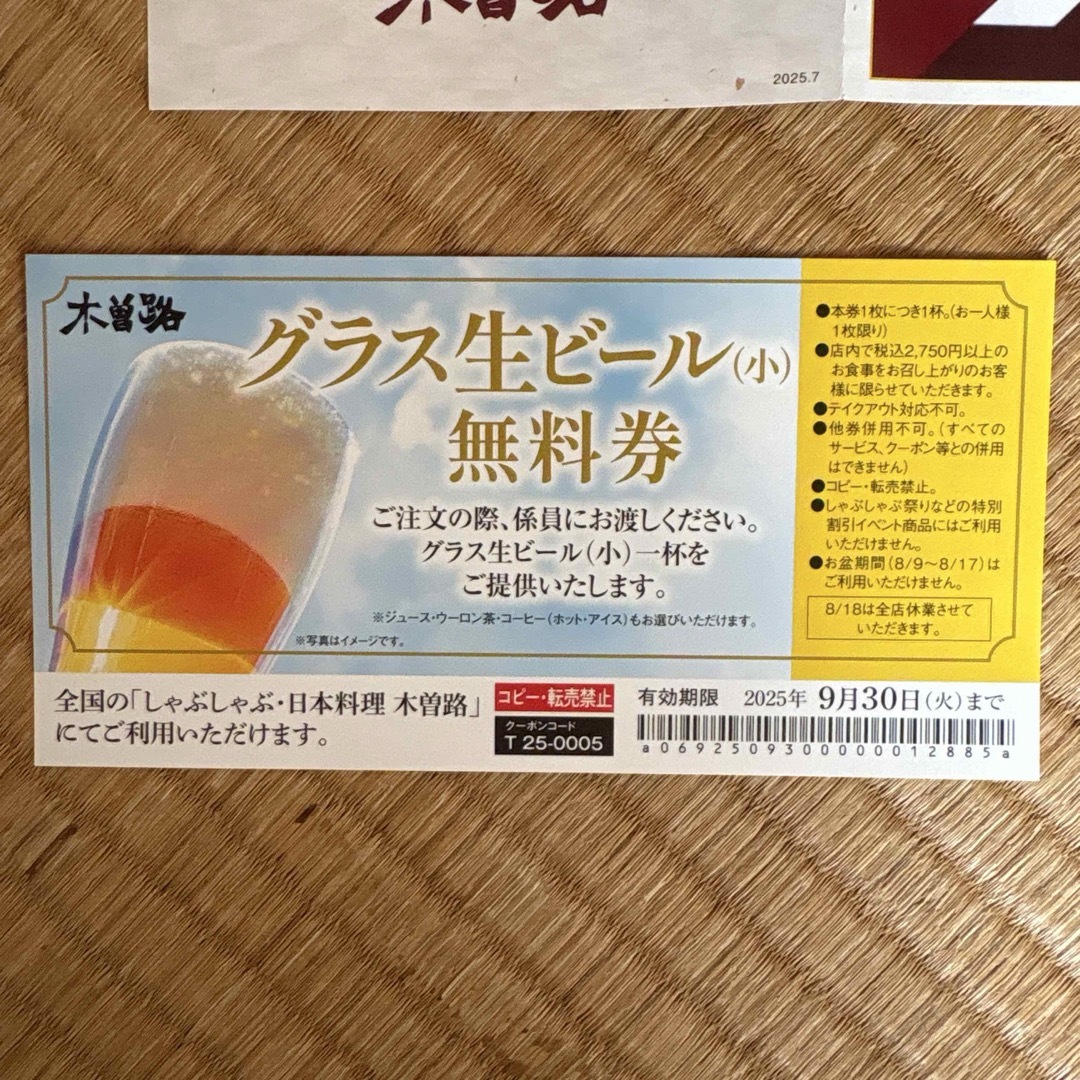 木曽路
2025.7
木曽路
グラス生ビール(小)
無料券
ご注文の際、係員にお渡しください。
グラス生ビール(小)一杯を
ご提供いたします。
※ジュース・ウーロン茶・コーヒー(ホット・アイス)もお選びいただけます。
※写真はイメージです。
●本券1枚につき1杯。(お一人様
1枚限り)
●店内で税込2,750円以上の
お食事をお召し上がりのお客
様に限らせていただきます。
●テイクアウト対応不可。
●他券併用不可。(すべての
サービス、クーポン等との併用
はできません)
●コピー・転売禁止。
●しゃぶしゃぶ祭りなどの特別
割引イベント商品にはご利用
いただけません。
●お盆期間(8/9〜8/17)は
ご利用いただけません。
8/18は全店休業させて
いただきます。
全国の「しゃぶしゃぶ・日本料理 木曽路」
にてご利用いただけます。
コピー・転売禁止
クーポンコード
T 25-0005
有効期限 2025年 9月30日(火)まで
a06925093000000012885a